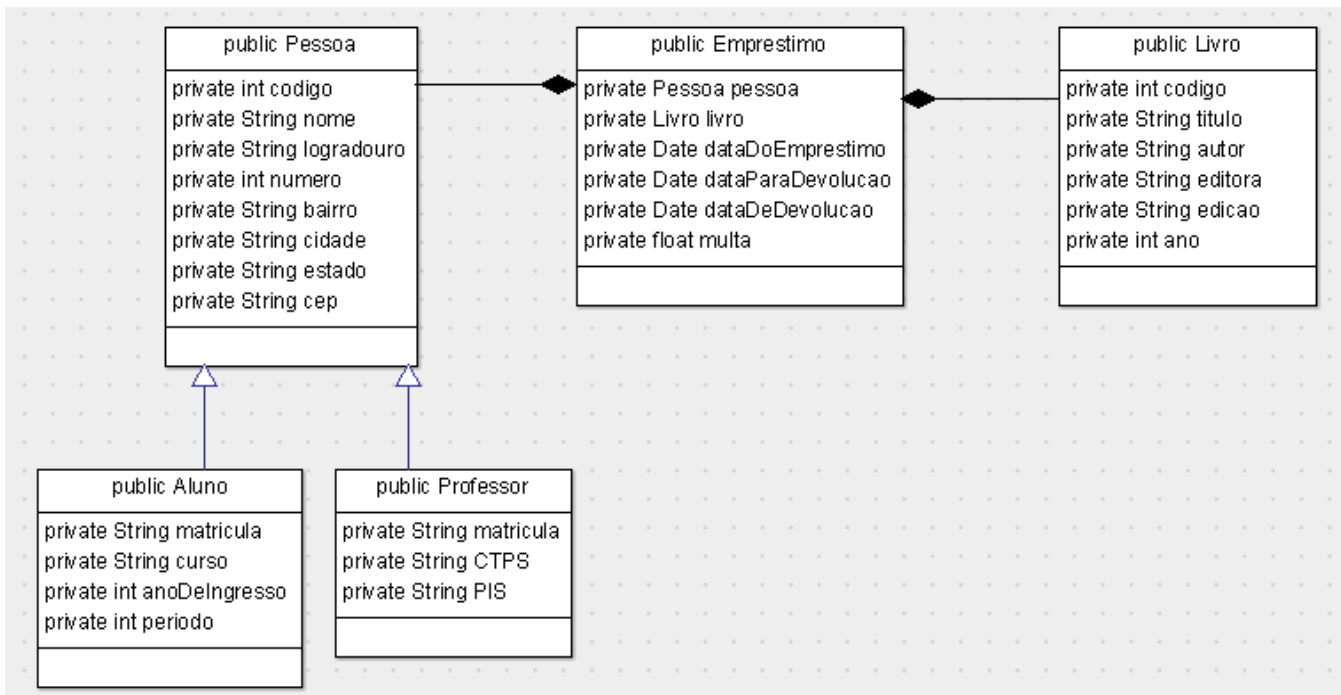 public Pessoa
private int codigo
private String nome
private String logradouro
private int numero
private String bairro
private String cidade
private String estado
private String cep
public Emprestimo
private Pessoa pessoa
private Livro livro
private Date dataDoEmprestimo
private Date dataParaDevolucao
private Date dataDeDevolucao
private float multa
public Livro
private int codigo
private String titulo
private String autor
private String editora
private String edicao
private int ano
public Aluno
private String matricula
private String curso
private int anoDeIngresso
private int periodo
public Professor
private String matricula
private String CTPS
private String PIS